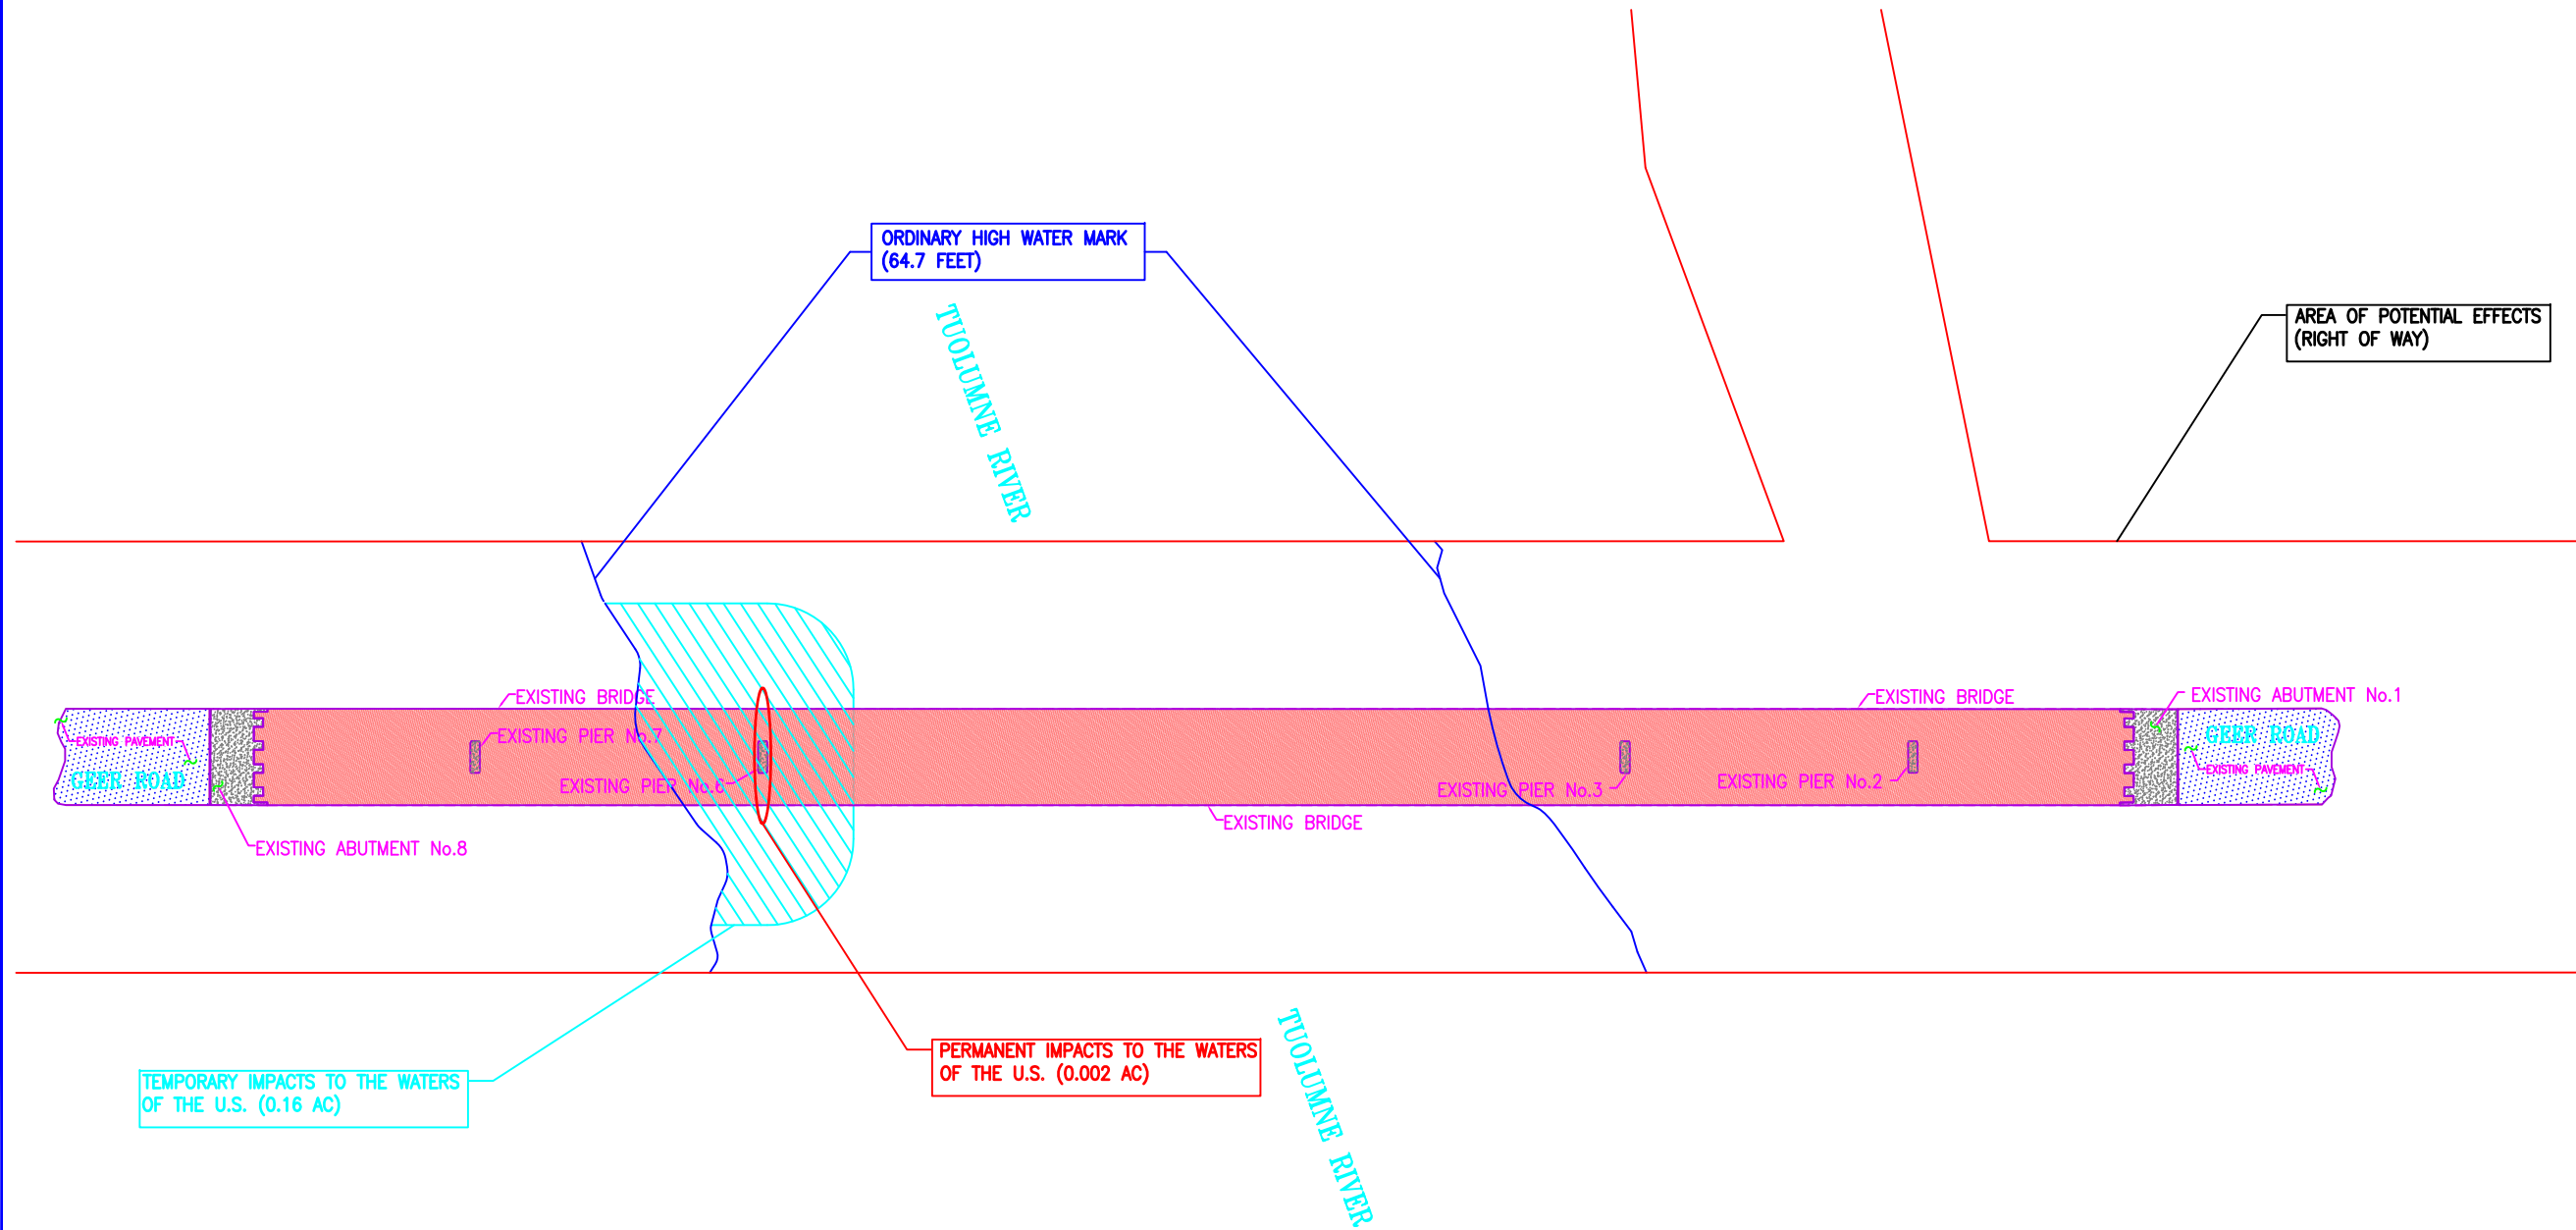 ORDINARY HIGH WATER MARK
(64.7 FEET)
TUOLUMNE RIVER
AREA OF POTENTIAL EFFECTS
(RIGHT OF WAY)
EXISTING BRIDGE
EXISTING BRIDGE
EXISTING ABUTMENT No.1
EXISTING PAVEMENT
GEER ROAD
EXISTING PIER No.7
EXISTING PIER No.6
EXISTING PIER No.3
EXISTING PIER No.2
GEER ROAD
EXISTING PAVEMENT
EXISTING ABUTMENT No.8
EXISTING BRIDGE
TUOLUMNE RIVER
PERMANENT IMPACTS TO THE WATERS
OF THE U.S. (0.002 AC)
TEMPORARY IMPACTS TO THE WATERS
OF THE U.S. (0.16 AC)